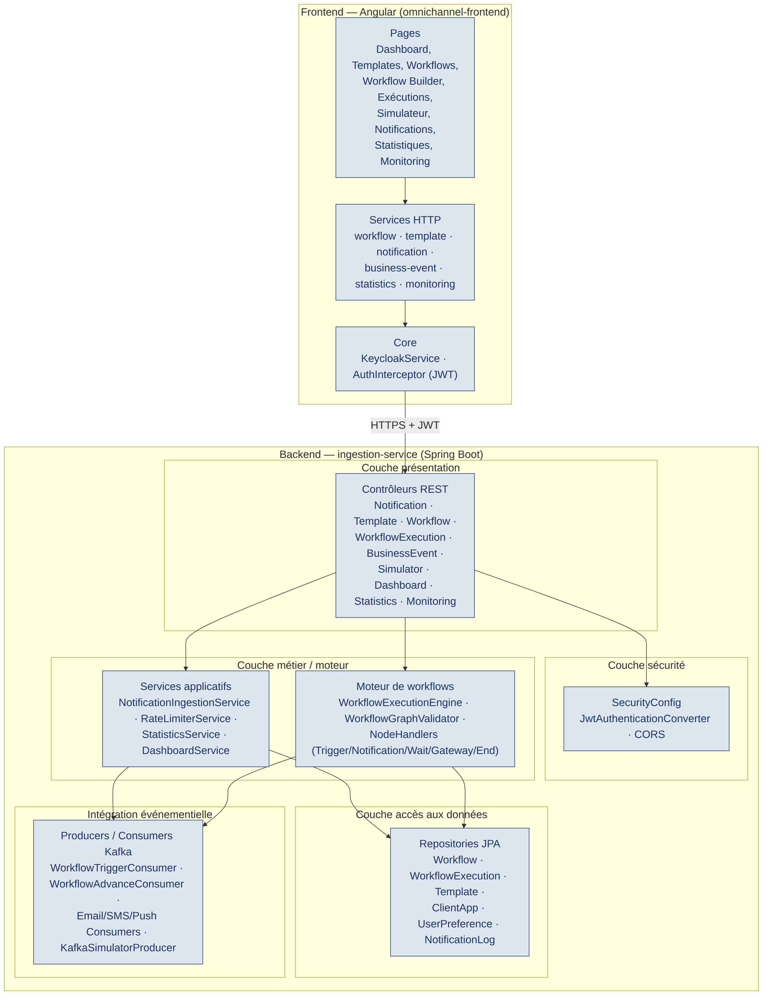 Frontend — Angular (omnichannel-frontend)
Pages
Dashboard,
Templates, Workflows,
Workflow Builder,
Exécutions,
Simulateur,
Notifications,
Statistiques,
Monitoring
Services HTTP
workflow · template ·
notification ·
business-event ·
statistics · monitoring
Core
KeycloakService ·
AuthInterceptor (JWT)
HTTPS + JWT
Backend — ingestion-service (Spring Boot)
Couche présentation
Contrôleurs REST
Notification ·
Template · Workflow ·
WorkflowExecution ·
BusinessEvent ·
Simulator ·
Dashboard ·
Statistics · Monitoring
Couche métier / moteur
Services applicatifs
NotificationIngestionService
· RateLimiterService ·
StatisticsService ·
DashboardService
Moteur de workflows
WorkflowExecutionEngine ·
WorkflowGraphValidator ·
NodeHandlers
(Trigger/Notification/Wait/Gateway/End)
Couche sécurité
SecurityConfig
JwtAuthenticationConverter
· CORS
Intégration événementielle
Producers / Consumers
Kafka
WorkflowTriggerConsumer ·
WorkflowAdvanceConsumer
·
Email/SMS/Push
Consumers ·
KafkaSimulatorProducer
Couche accès aux données
Repositories JPA
Workflow ·
WorkflowExecution ·
Template ·
ClientApp ·
UserPreference ·
NotificationLog